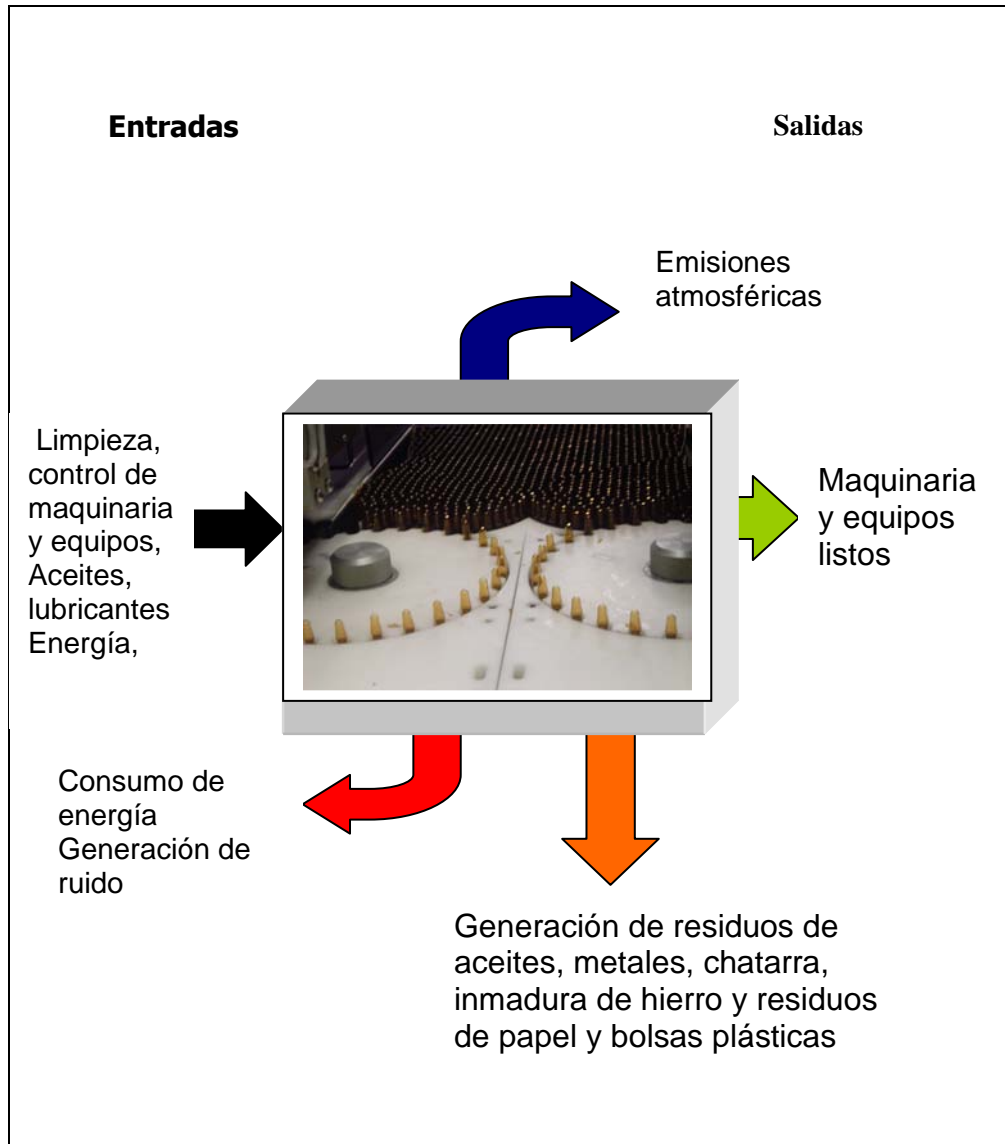 Entradas
Salidas
Emisiones
atmosféricas
Limpieza,
control de
maquinaria
y equipos,
Aceites,
lubricantes
Energía,
Maquinaria
y equipos
listos
Consumo de
energía
Generación de
ruido
Generación de residuos de
aceites, metales, chatarra,
inmadura de hierro y residuos
de papel y bolsas plásticas